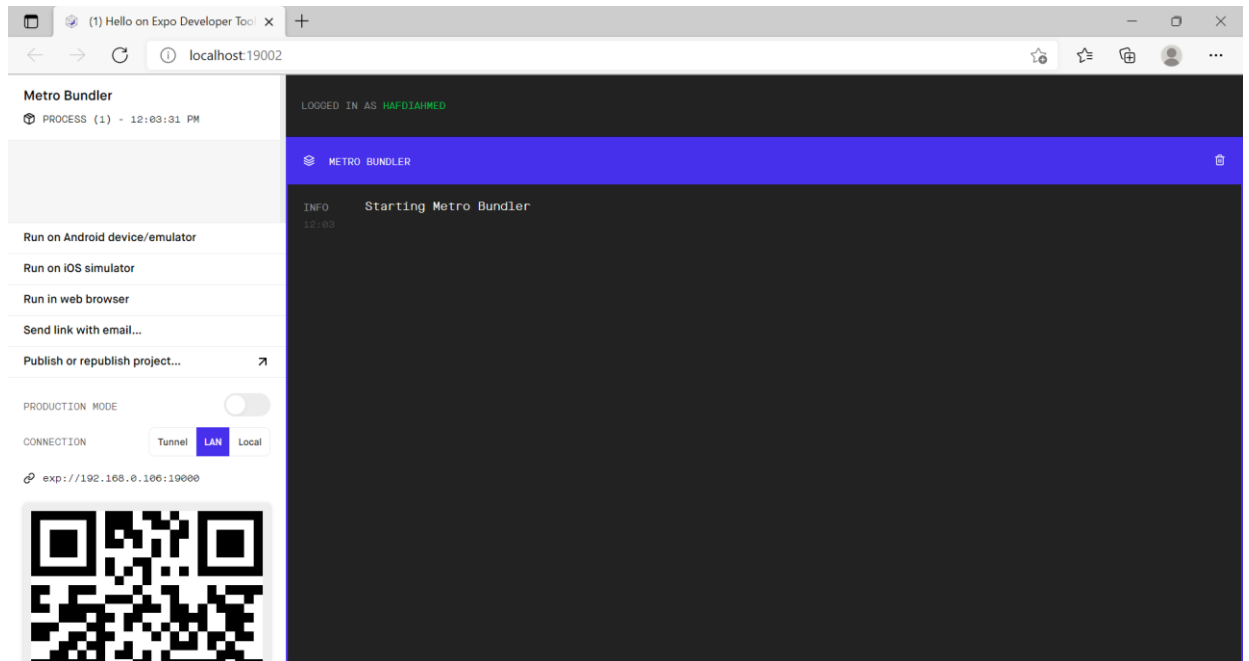 (1) Hello on Expo Developer Tool
localhost:19002
Metro Bundler
PROCESS (1) - 12:03:31 PM
LOGGED IN AS HAFDIAHMED
METRO BUNDLER
INFO Starting Metro Bundler
12:03
Run on Android device/emulator
Run on iOS simulator
Run in web browser
Send link with email...
Publish or republish project...
PRODUCTION MODE
CONNECTION Tunnel LAN Local
exp://192.168.0.106:19000